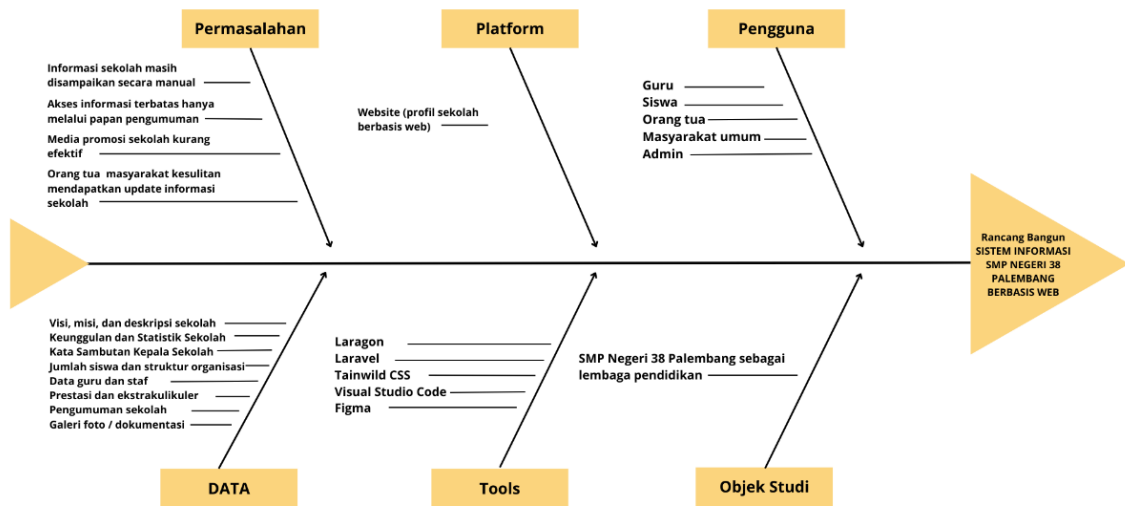 Permasalahan
Platform
Pengguna
Informasi sekolah masih
disampaikan secara manual
Akses informasi terbatas hanya
melalui papan pengumuman
Media promosi sekolah kurang
efektif
Orang tua masyarakat kesulitan
mendapatkan update informasi
sekolah
Website (profil sekolah
berbasis web)
Guru
Siswa
Orang tua
Masyarakat umum
Admin
Rancang Bangun
SISTEM INFORMASI
SMP NEGERI 38
PALEMBANG
BERBASIS WEB
Visi, misi, dan deskripsi sekolah
Keunggulan dan Statistik Sekolah
Kata Sambutan Kepala Sekolah
Jumlah siswa dan struktur organisasi
Data guru dan staf
Prestasi dan ekstrakulikuler
Pengumuman sekolah
Galeri foto / dokumentasi
Laragon
Laravel
Tainwild CSS
Visual Studio Code
Figma
SMP Negeri 38 Palembang sebagai
lembaga pendidikan
DATA
Tools
Objek Studi